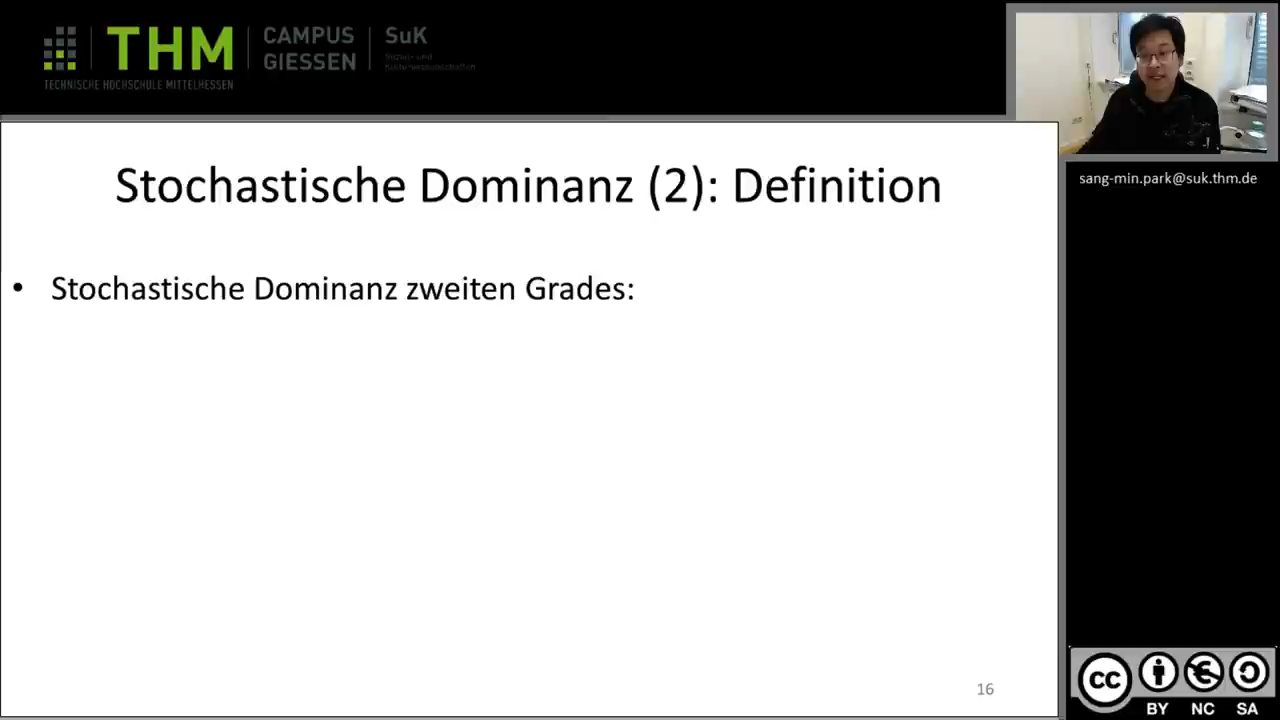 THM
CAMPUS
GIESSEN
SuK
TECHNISCHE HOCHSCHULE MITTELHESSEN
sang-min.park@suk.thm.de
Stochastische Dominanz (2): Definition
• Stochastische Dominanz zweiten Grades:
16
cc
BY NC SA